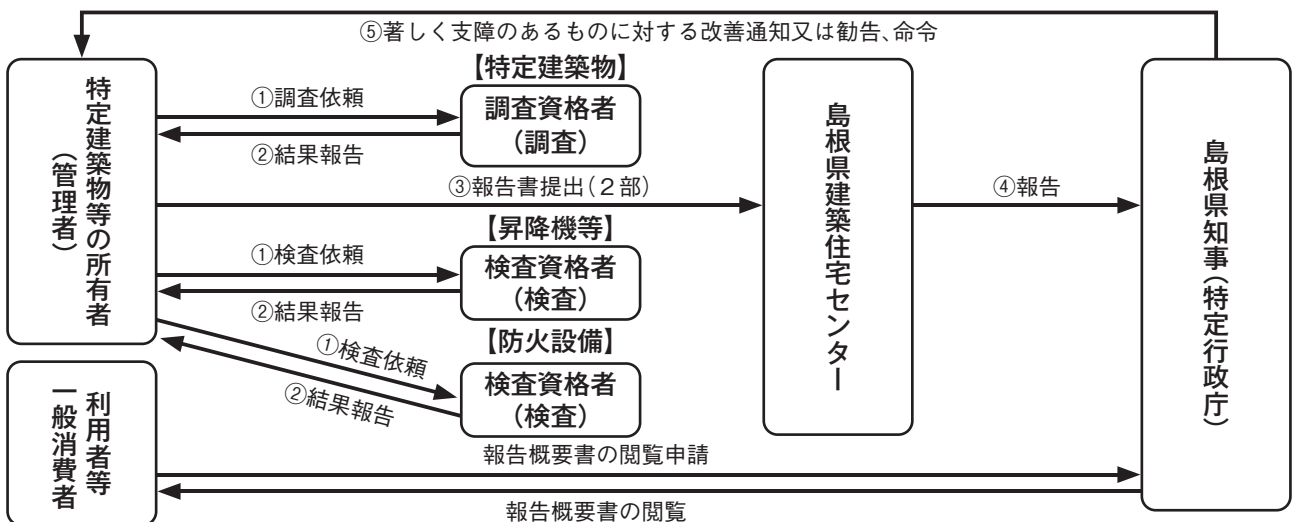 ⑤著しく支障のあるものに対する改善通知又は勧告、命令
特定建築物等の所有者
（管理者）
①調査依頼
②結果報告
【特定建築物】
調査資格者
（調査）
③報告書提出（２部）
①検査依頼
②結果報告
【昇降機等】
検査資格者
（検査）
①検査依頼
②結果報告
【防火設備】
検査資格者
（検査）
島根県建築住宅センター
④報告
島根県知事（特定行政庁）
利用者等
一般消費者
報告概要書の閲覧申請
報告概要書の閲覧